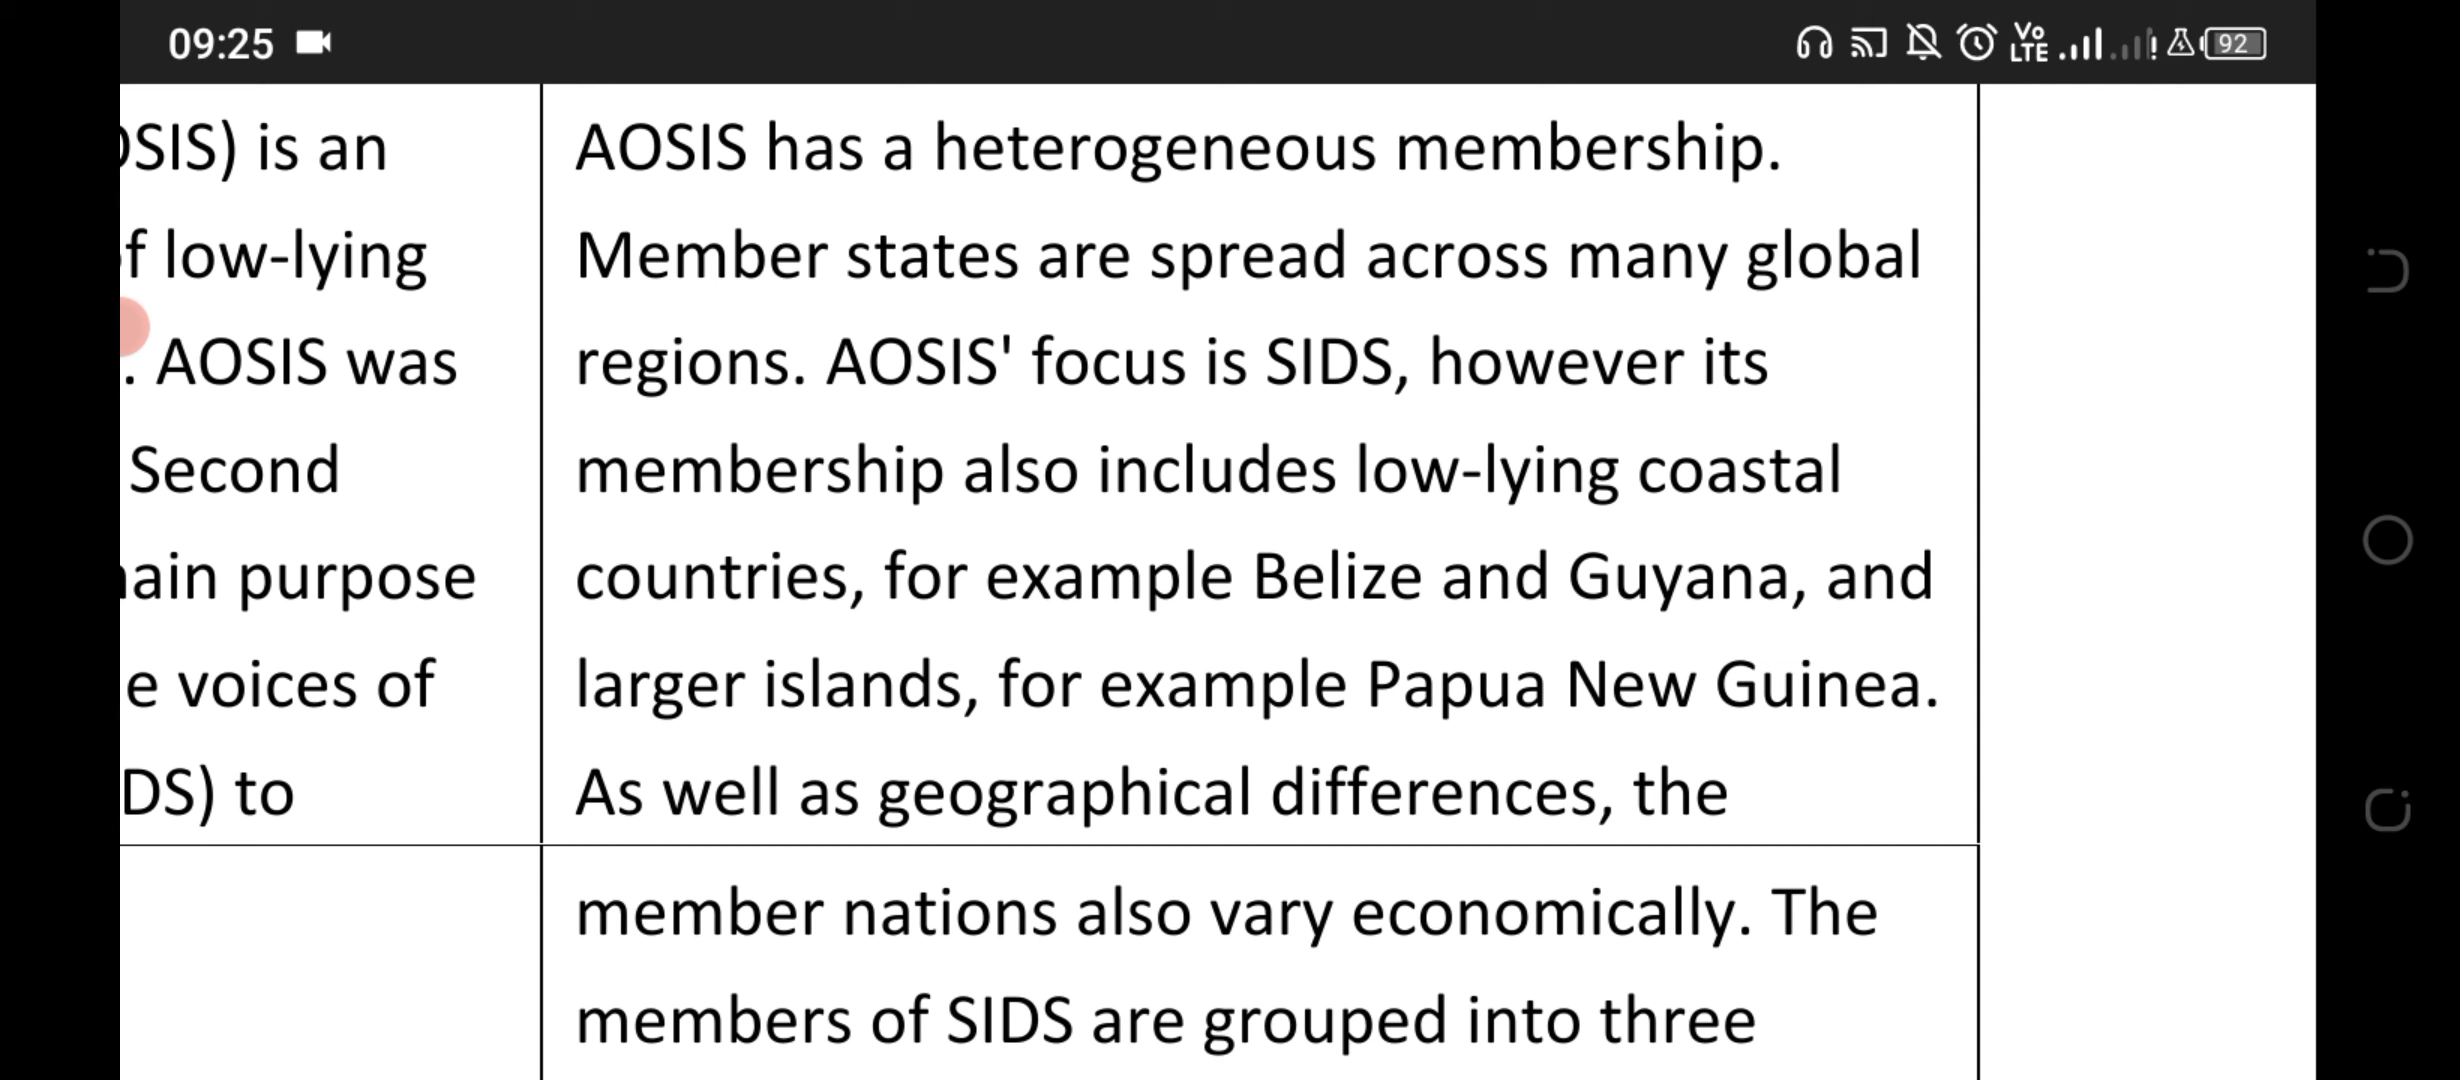 09:25
Vo
LTE
92
is an
low-lying
. AOSIS was
Second
purpose
voices of
to
AOSIS has a heterogeneous membership.
Member states are spread across many global
regions. AOSIS' focus is SIDS, however its
membership also includes low-lying coastal
countries, for example Belize and Guyana, and
larger islands, for example Papua New Guinea.
As well as geographical differences, the
member nations also vary economically. The
members of SIDS are grouped into three